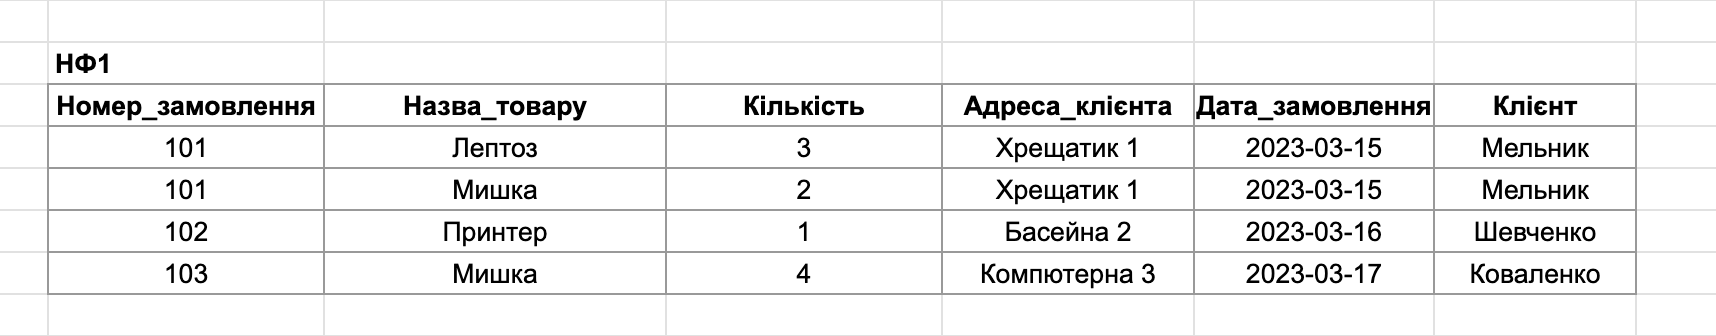 НФ1
Номер_замовлення Назва_товару Кількість Адреса_клієнта Дата_замовлення Клієнт
101 Лептоз 3 Хрещатик 1 2023-03-15 Мельник
101 Мишка 2 Хрещатик 1 2023-03-15 Мельник
102 Принтер 1 Басейна 2 2023-03-16 Шевченко
103 Мишка 4 Компютерна 3 2023-03-17 Коваленко